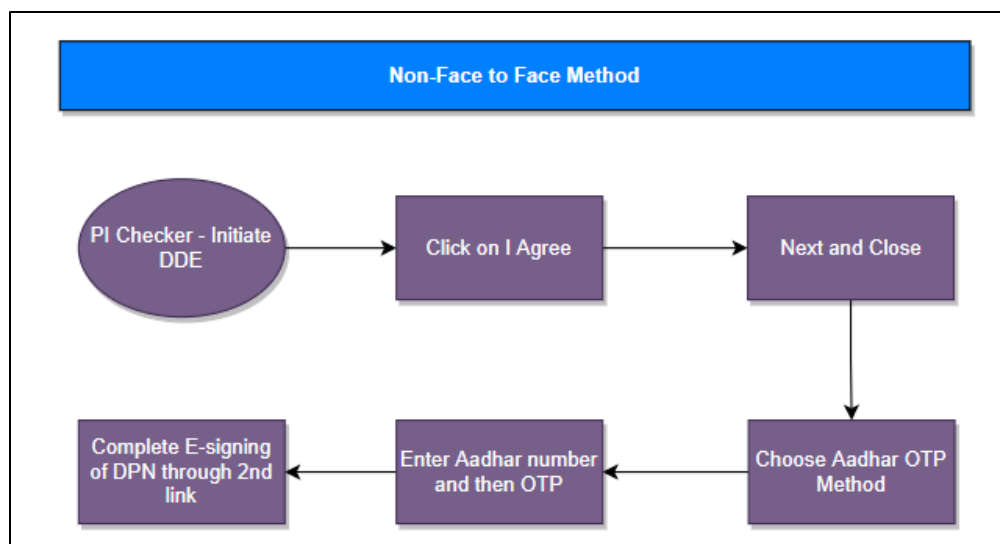 Non-Face to Face Method
PI Checker - Initiate
DDE
Click on I Agree
Next and Close
Choose Aadhar OTP
Method
Enter Aadhar number
and then OTP
Complete E-signing
of DPN through 2nd
link